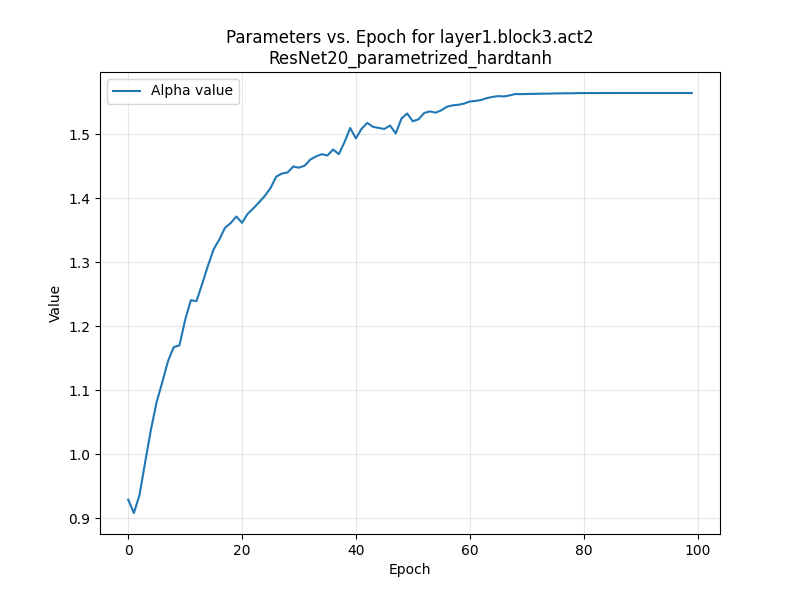 Parameters vs. Epoch for layer1.block3.act2
ResNet20_parametrized_hardtanh
Alpha value
1.5
1.4
1.3
1.2
1.1
1.0
0.9
Value
0 20 40 60 80 100
Epoch